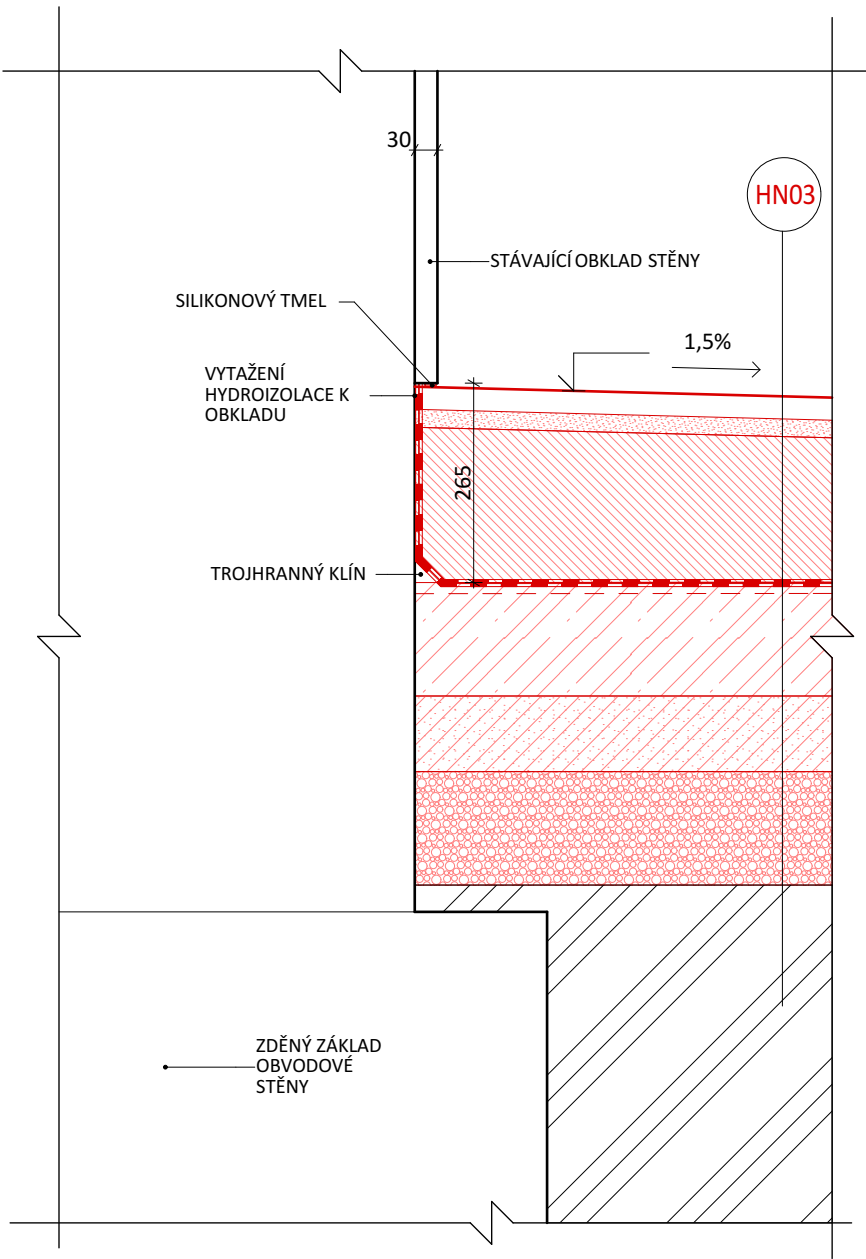 30
HN03
STÁVAJÍCÍ OBKLAD STĚNY
SILIKONOVÝ TMEL
1,5%
VYTAŽENÍ
HYDROIZOLACE K
OBKLADU
265
TROJHRANNÝ KLÍN
ZDĚNÝ ZÁKLAD
OBVODOVÉ
STĚNY